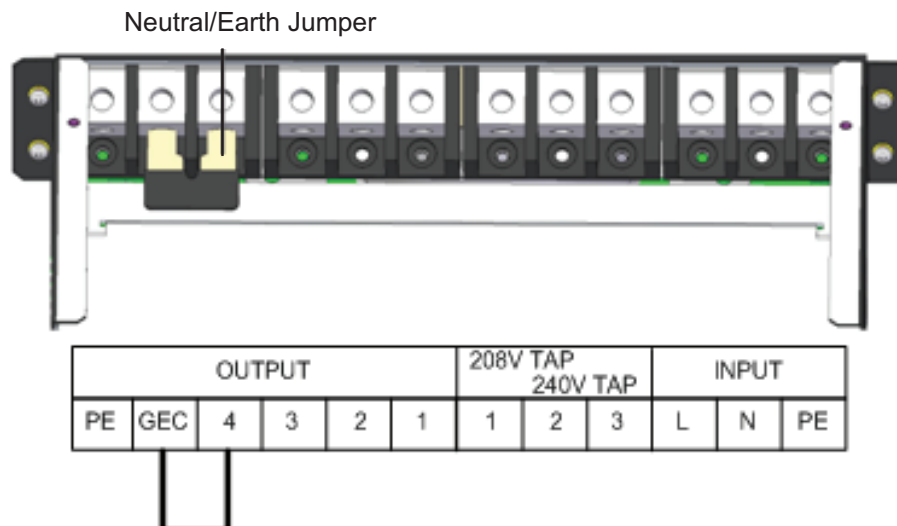 Neutral/Earth Jumper
OUTPUT 208V TAP INPUT
240V TAP
PE GEC 4 3 2 1 1 2 3 L N PE